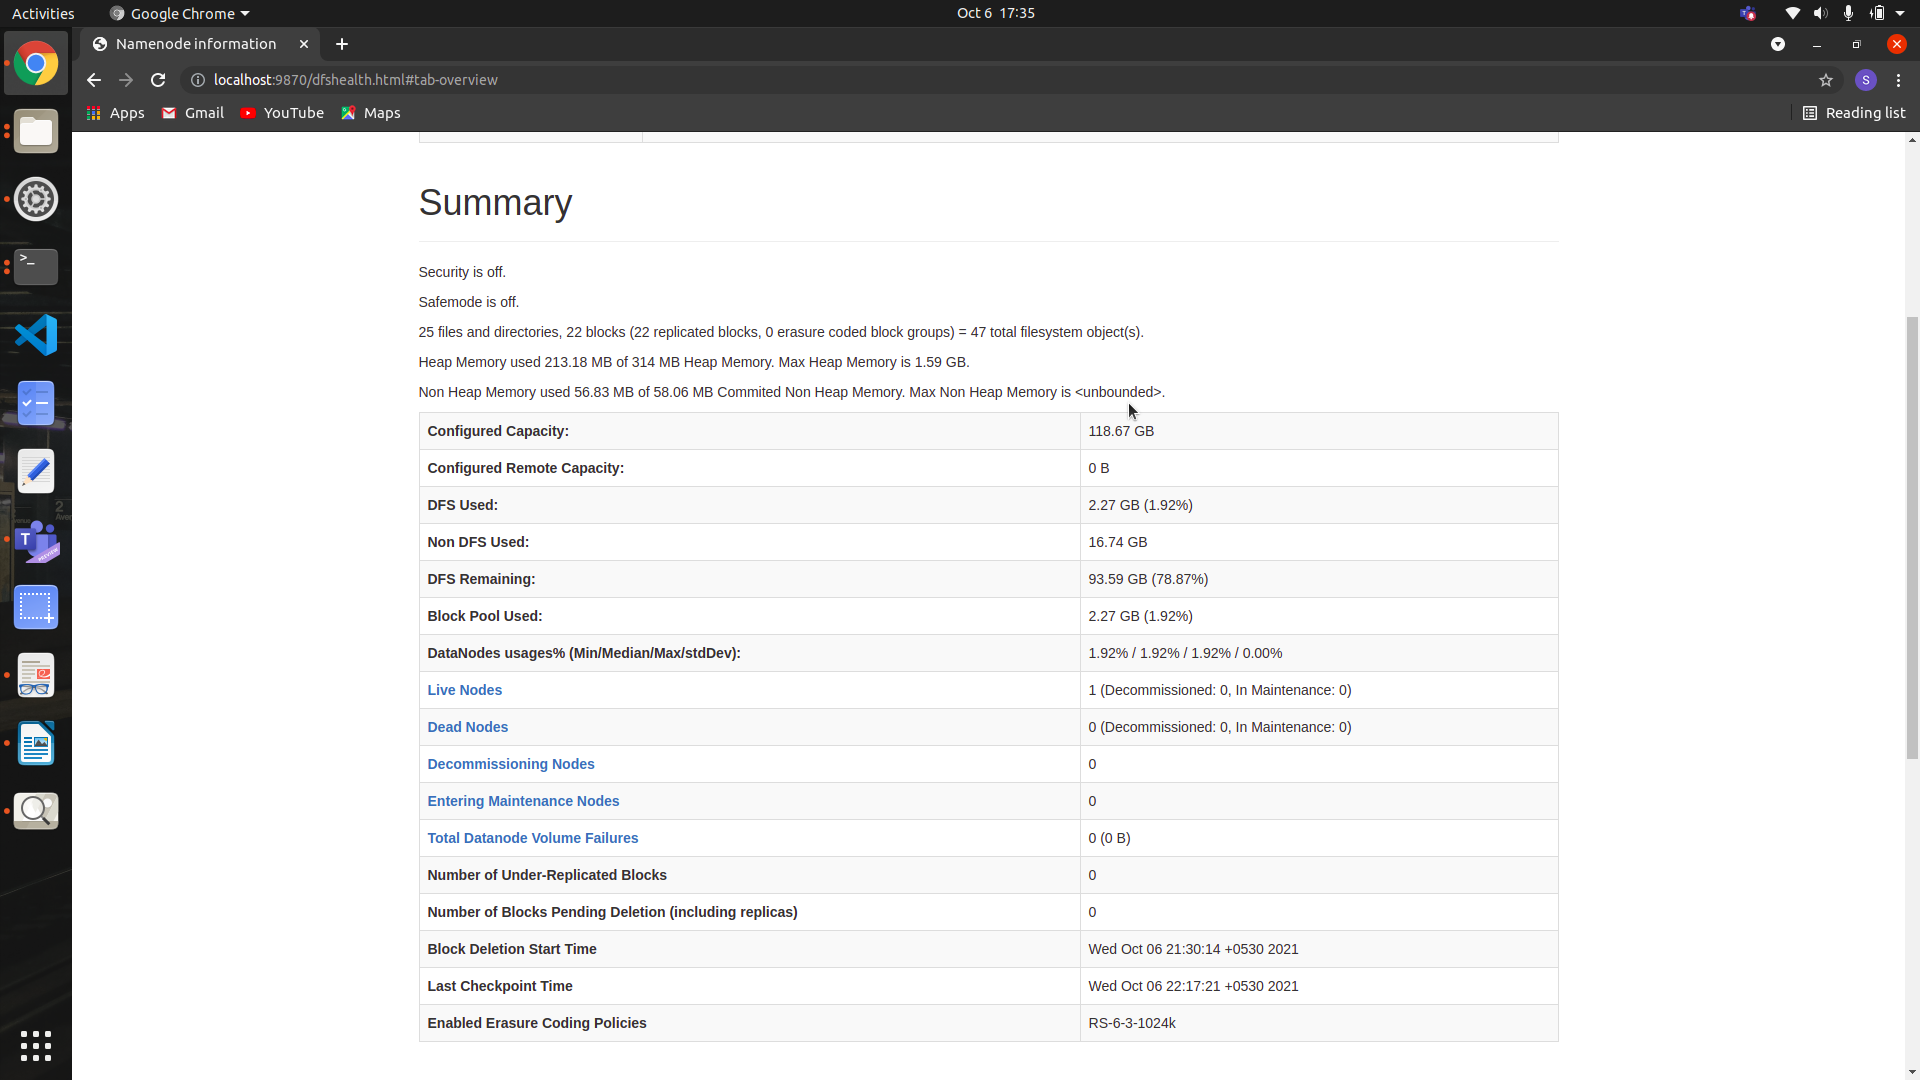 Activities
Google Chrome
Oct 6 17:35
Namenode information
localhost:9870/dfshealth.html#tab-overview
S
Apps
Gmail
YouTube
Maps
Reading list
Summary
Security is off.
Safemode is off.
25 files and directories, 22 blocks (22 replicated blocks, 0 erasure coded block groups) = 47 total filesystem object(s).
Heap Memory used 213.18 MB of 314 MB Heap Memory. Max Heap Memory is 1.59 GB.
Non Heap Memory used 56.83 MB of 58.06 MB Commited Non Heap Memory. Max Non Heap Memory is <unbounded>.
Configured Capacity: 118.67 GB
Configured Remote Capacity: 0 B
DFS Used: 2.27 GB (1.92%)
Non DFS Used: 16.74 GB
DFS Remaining: 93.59 GB (78.87%)
Block Pool Used: 2.27 GB (1.92%)
DataNodes usages% (Min/Median/Max/stdDev): 1.92% / 1.92% / 1.92% / 0.00%
Live Nodes 1 (Decommissioned: 0, In Maintenance: 0)
Dead Nodes 0 (Decommissioned: 0, In Maintenance: 0)
Decommissioning Nodes 0
Entering Maintenance Nodes 0
Total Datanode Volume Failures 0 (0 B)
Number of Under-Replicated Blocks 0
Number of Blocks Pending Deletion (including replicas) 0
Block Deletion Start Time Wed Oct 06 21:30:14 +0530 2021
Last Checkpoint Time Wed Oct 06 22:17:21 +0530 2021
Enabled Erasure Coding Policies RS-6-3-1024k